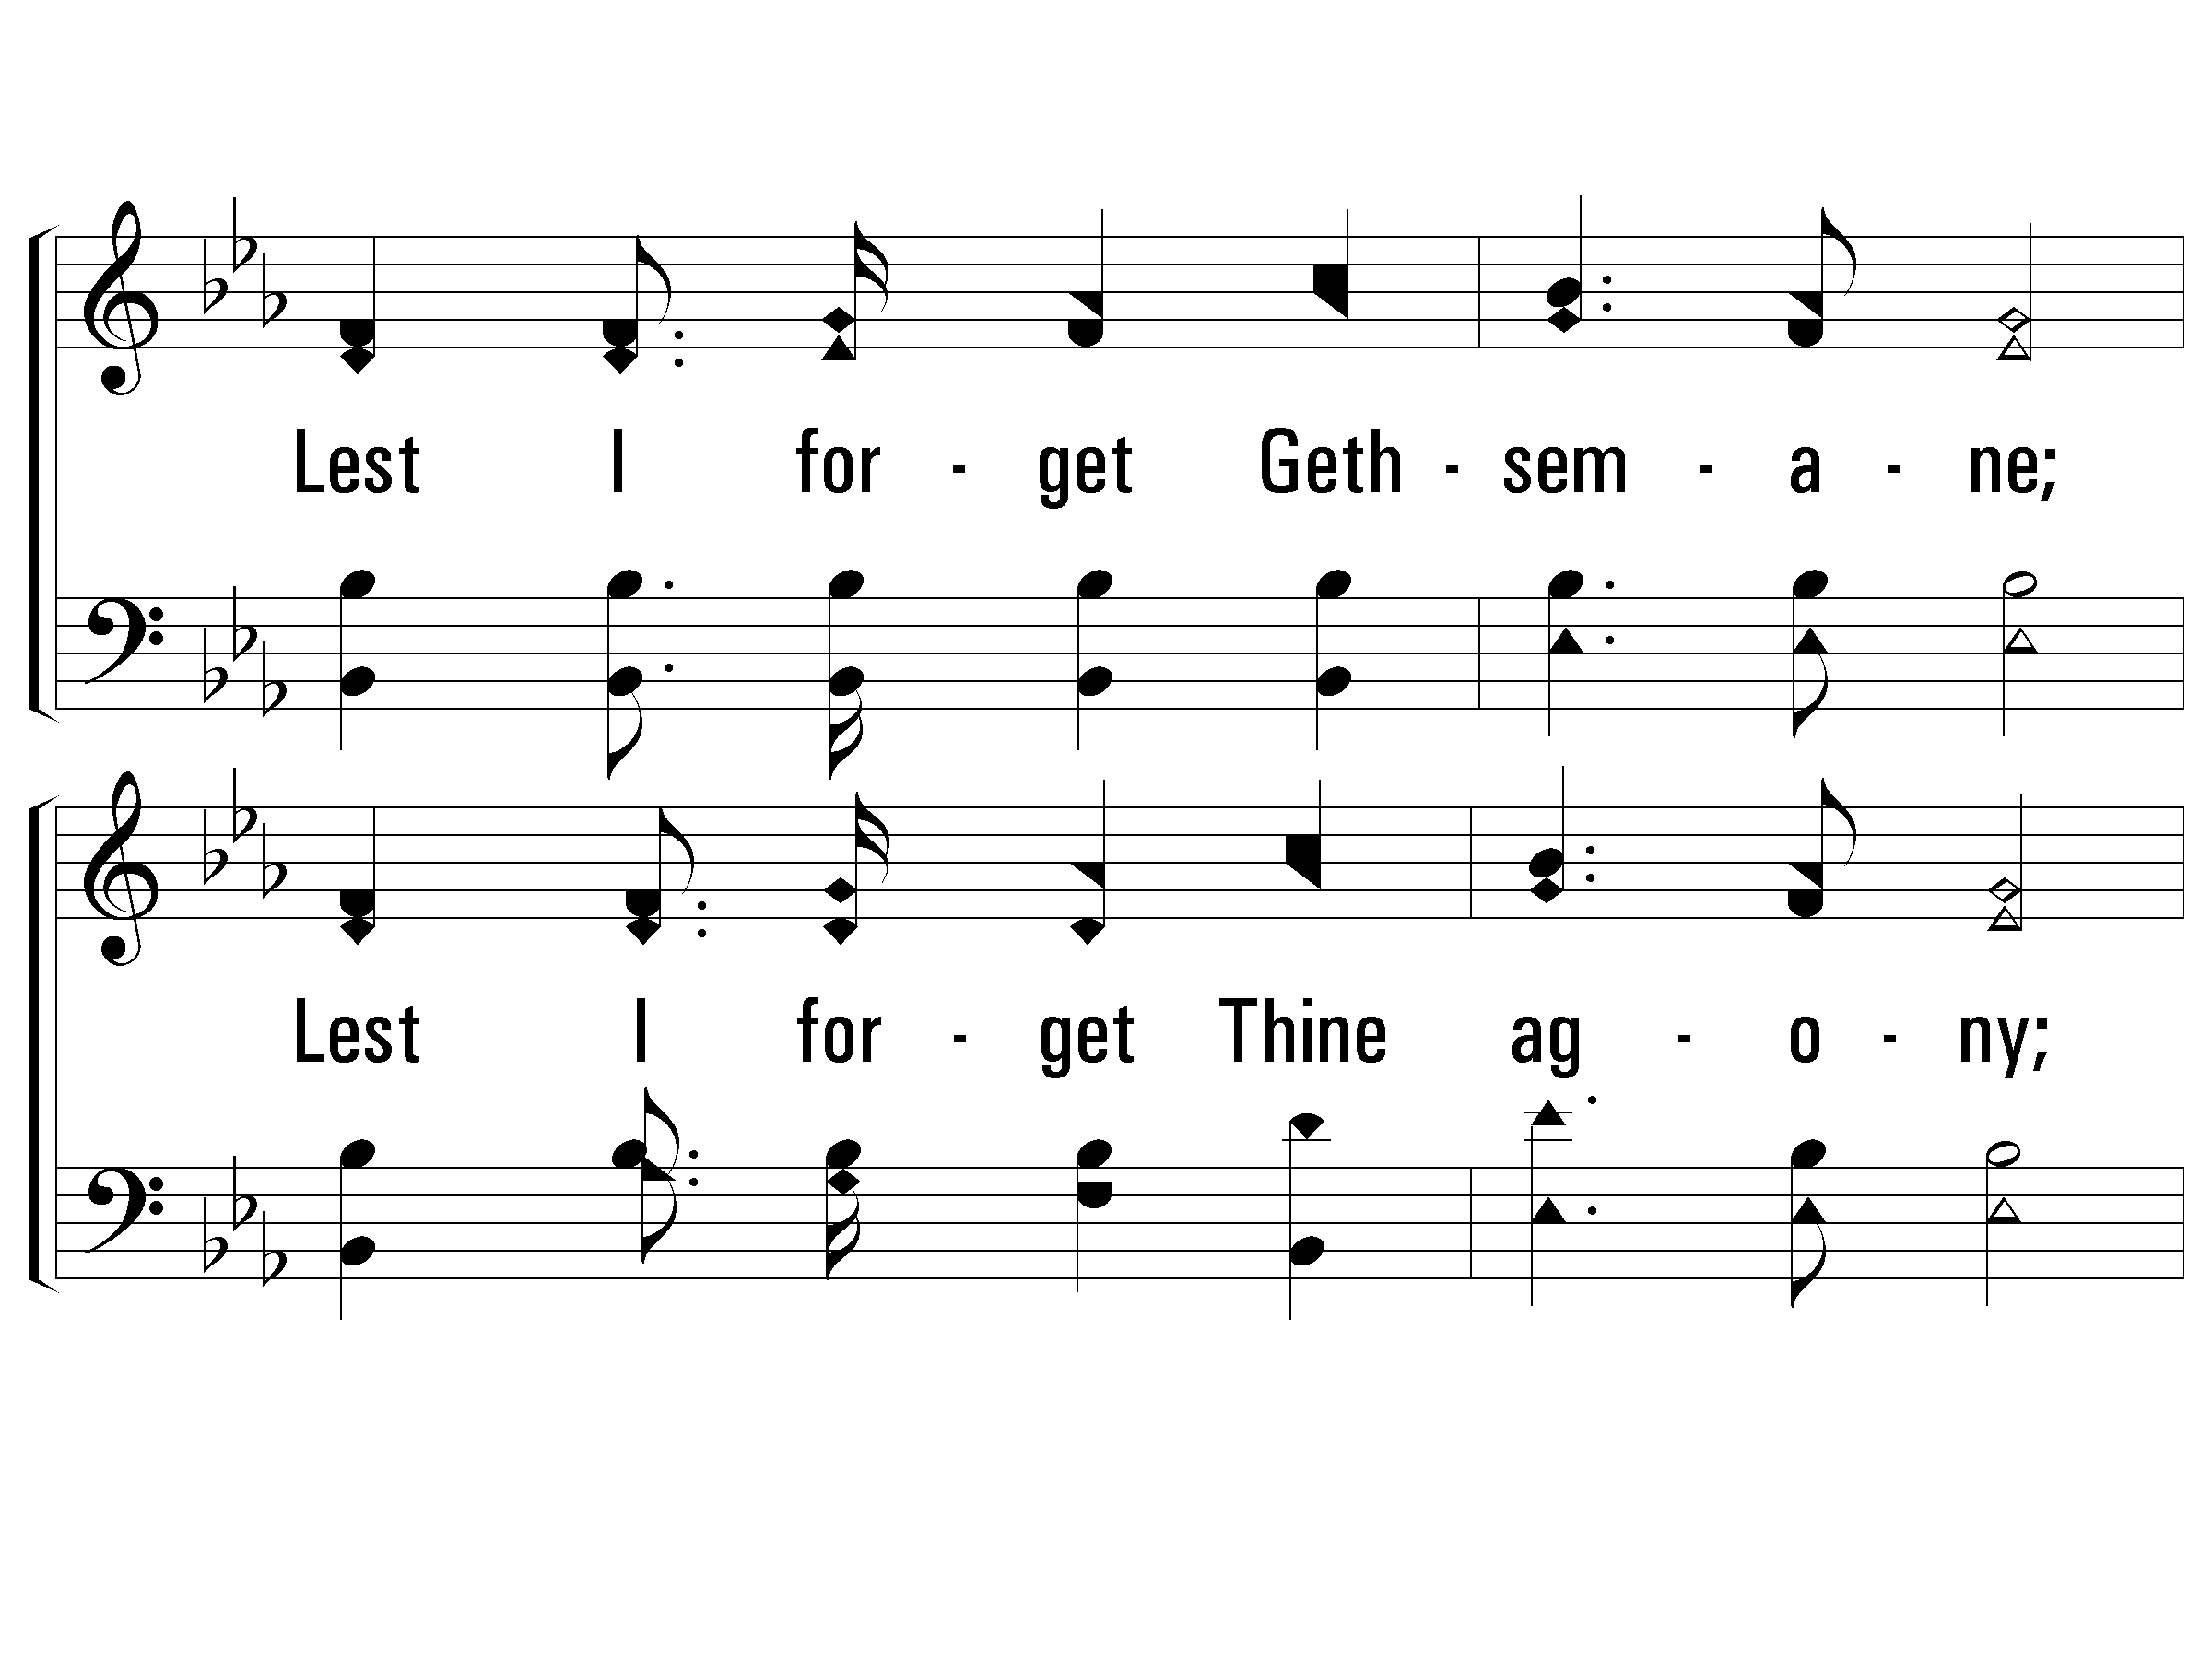 Lest I for - get Geth - sem - a - ne;
Lest I for - get Thine ag - o - ny;